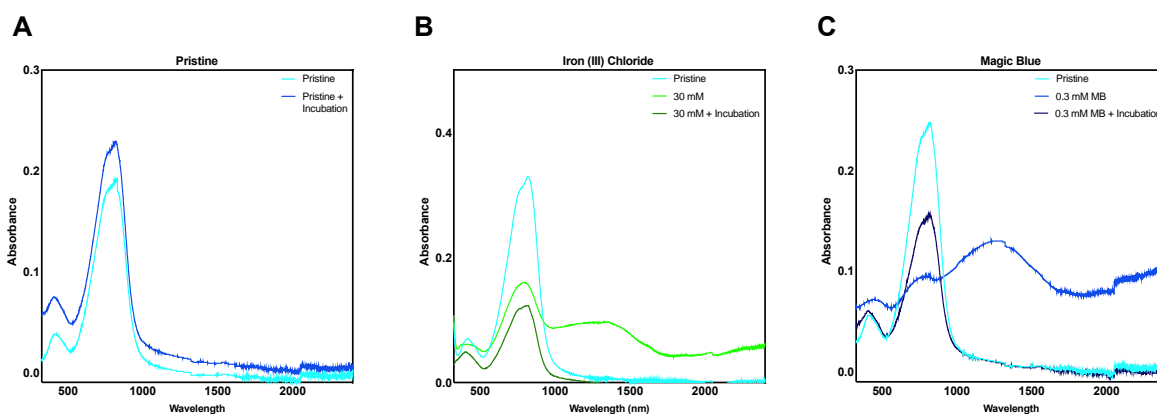 A
B
C
Pristine
0.3
0.2
0.1
0.0
Absorbance
500
1000
1500
2000
Wavelength
Pristine
Pristine +
Incubation
Iron (III) Chloride
0.4
0.2
0.0
Absorbance
500
1000
1500
2000
Wavelength (nm)
Pristine
30 mM
30 mM + Incubation
Magic Blue
0.3
0.2
0.1
0.0
Absorbance
500
1000
1500
2000
Wavelength
Pristine
0.3 mM MB
0.3 mM MB + Incubation